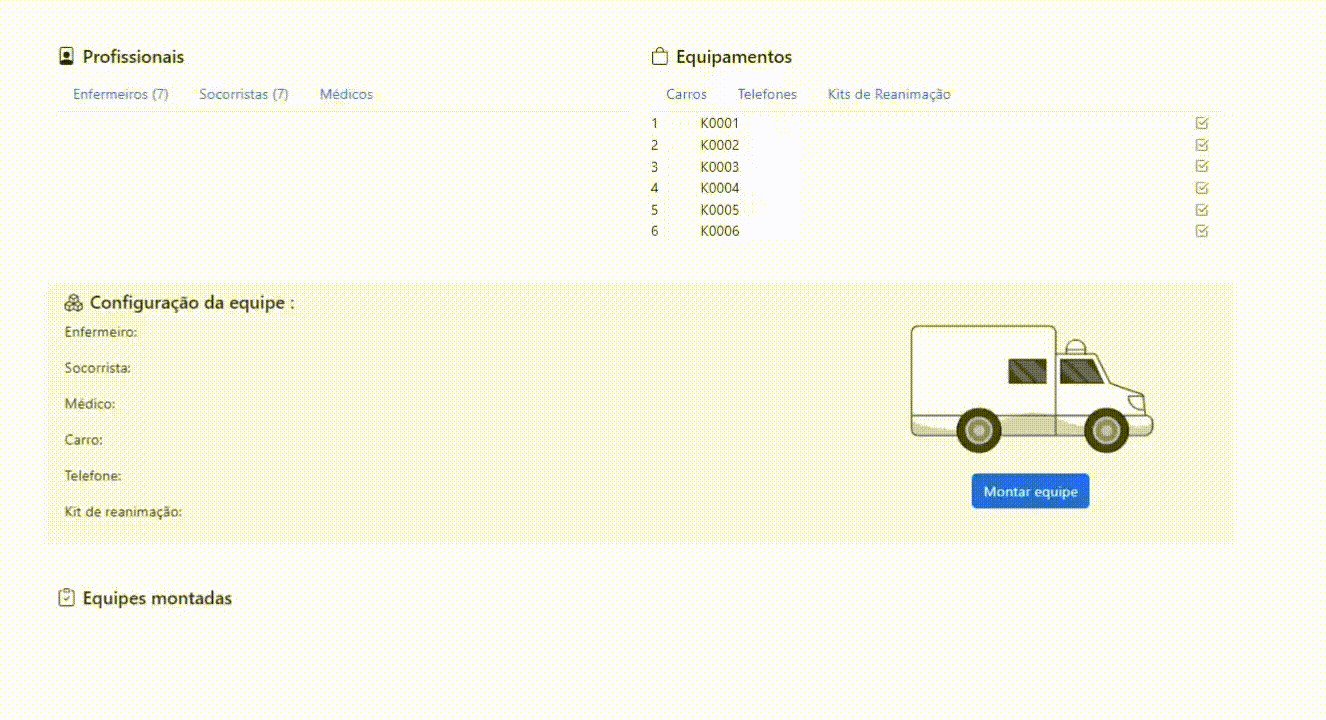 Profissionais
Enfermeiros (7) Socorristas (7) Médicos
Equipamentos
Carros Telefones Kits de Reanimação
1 K0001
2 K0002
3 K0003
4 K0004
5 K0005
6 K0006
Configuração da equipe :
Enfermeiro:
Socorrista:
Médico:
Carro:
Telefone:
Kit de reanimação:
Montar equipe
Equipes montadas